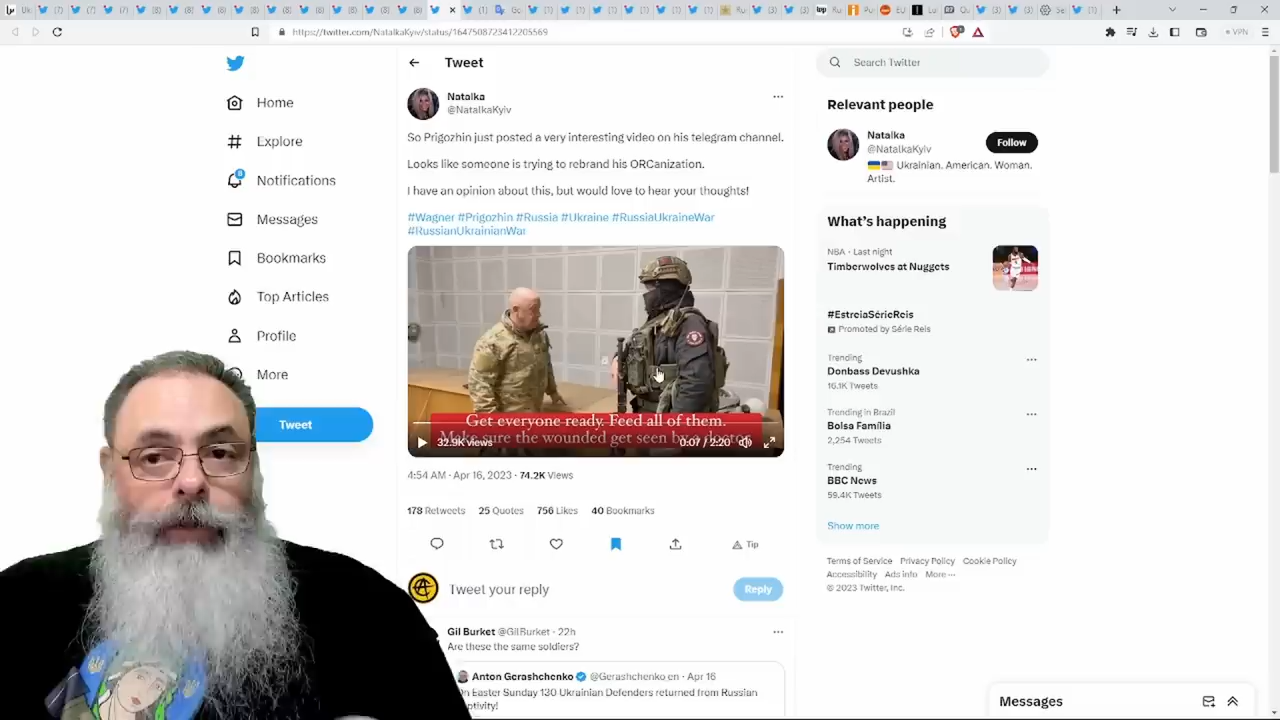 https://twitter.com/NatalkaKyiv/status/1647508723412205569
VPN
Home
Explore
8
Notifications
Messages
Bookmarks
Top Articles
Profile
More
Tweet
Tweet
Natalka
@NatalkaKyiv
So Prigozhin just posted a very interesting video on his telegram channel.
Looks like someone is trying to rebrand his ORCanization.
I have an opinion about this, but would love to hear your thoughts!
#Wagner #Prigozhin #Russia #Ukraine #RussiaUkraineWar
#RussianUkrainianWar
Get everyone ready. Feed all of them.
Make sure the wounded get seen by
32.9K views
0:07 / 2:20
4:54 AM · Apr 16, 2023 · 74.2K Views
178 Retweets 25 Quotes 756 Likes 40 Bookmarks
Tip
Tweet your reply
Reply
Gil Burket @GilBurket · 22h
Are these the same soldiers?
Anton Gerashchenko @Gerashchenko_en · Apr 16
On Easter Sunday 130 Ukrainian Defenders returned from Russian
captivity!
Search Twitter
Relevant people
Natalka
@NatalkaKyiv
Follow
Ukrainian. American. Woman.
Artist.
What's happening
NBA · Last night
Timberwolves at Nuggets
#EstreiaSérieReis
Promoted by Série Reis
Trending
Donbass Devushka
16.1K Tweets
Trending in Brazil
Bolsa Família
2,254 Tweets
Trending
BBC News
59.4K Tweets
Show more
Terms of Service Privacy Policy Cookie Policy
Accessibility Ads info More ···
© 2023 Twitter, Inc.
Messages